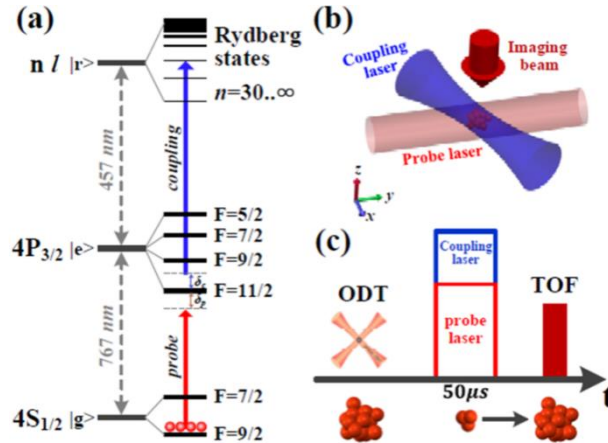 (a)
Rydberg
states
n l |r>
n=30..∞
457 nm
coupling
F=5/2
F=7/2
4P3/2 |e>
F=9/2
δc
F=11/2
δp
767 nm
probe
F=7/2
4S1/2 |g>
F=9/2
(b)
Coupling
laser
Imaging
beam
Probe laser
z
y
x
(c)
Coupling
laser
ODT
TOF
probe
laser
50μs
t